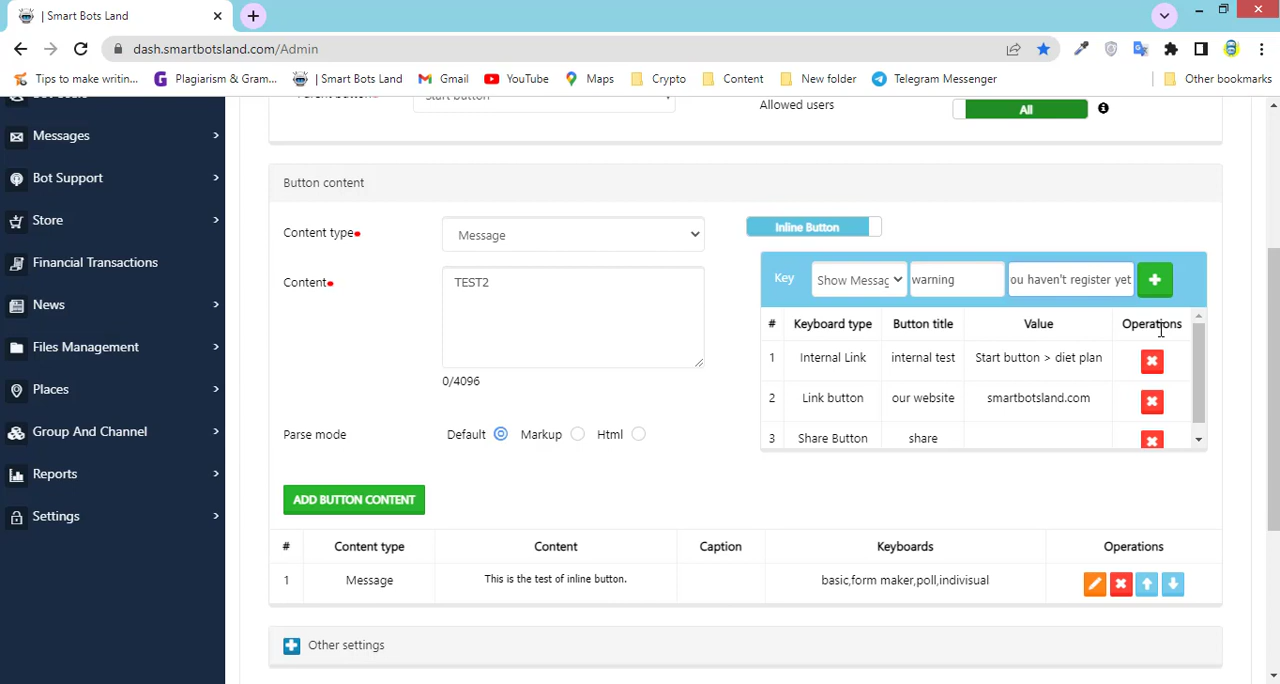 | Smart Bots Land
dash.smartbotsland.com/Admin
Tips to make writin...
Plagiarism & Gram...
| Smart Bots Land
Gmail
YouTube
Maps
Crypto
Content
New folder
Telegram Messenger
Other bookmarks
Messages
Bot Support
Store
Financial Transactions
News
Files Management
Places
Group And Channel
Reports
Settings
Start button
Allowed users
All
Button content
Content type
Message
Inline Button
Content
TEST2
0/4096
Key
Show Messag
warning
ou haven't register yet
# Keyboard type Button title Value Operations
1 Internal Link internal test Start button > diet plan
2 Link button our website smartbotsland.com
3 Share Button share
Parse mode
Default
Markup
Html
ADD BUTTON CONTENT
# Content type Content Caption Keyboards Operations
1 Message This is the test of inline button. basic,form maker,poll,indivisual
Other settings